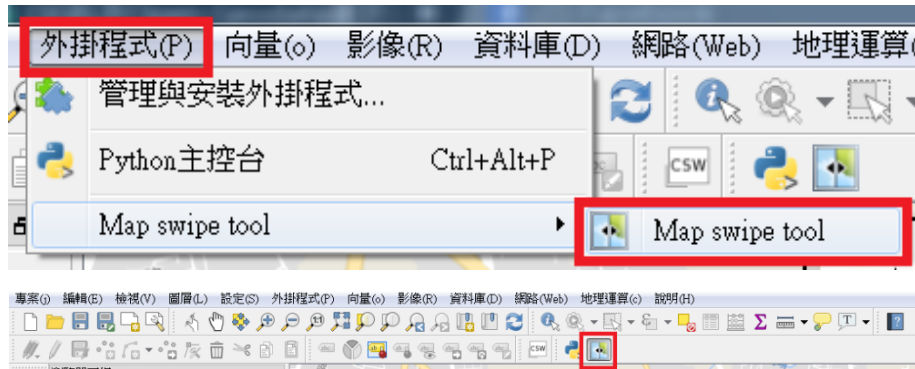 外掛程式(P) 向量(o) 影像(R) 資料庫(D) 網路(Web) 地理運算(
管理與安裝外掛程式...
CSW
Python主控台 Ctrl+Alt+P
Map swipe tool Map swipe tool
專案(J) 編輯(E) 檢視(V) 圖層(L) 設定(S) 外掛程式(P) 向量(o) 影像(R) 資料庫(D) 網路(Web) 地理運算(c) 說明(H)
CSW